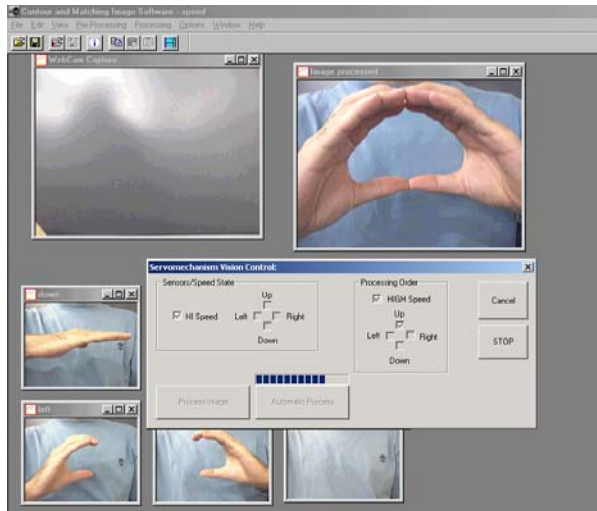 Contour and Matching Image Software - speed
File Edit View Pre Processing Processing Options Window Help
WebCam Capture
Image processed
Servomechanism Vision Control:
Sensors/Speed State
HI Speed
Up
Left
Right
Down
Processing Order
HIGH Speed
Up
Left
Right
Down
Cancel
STOP
Process Image
Automatic Process
down
left